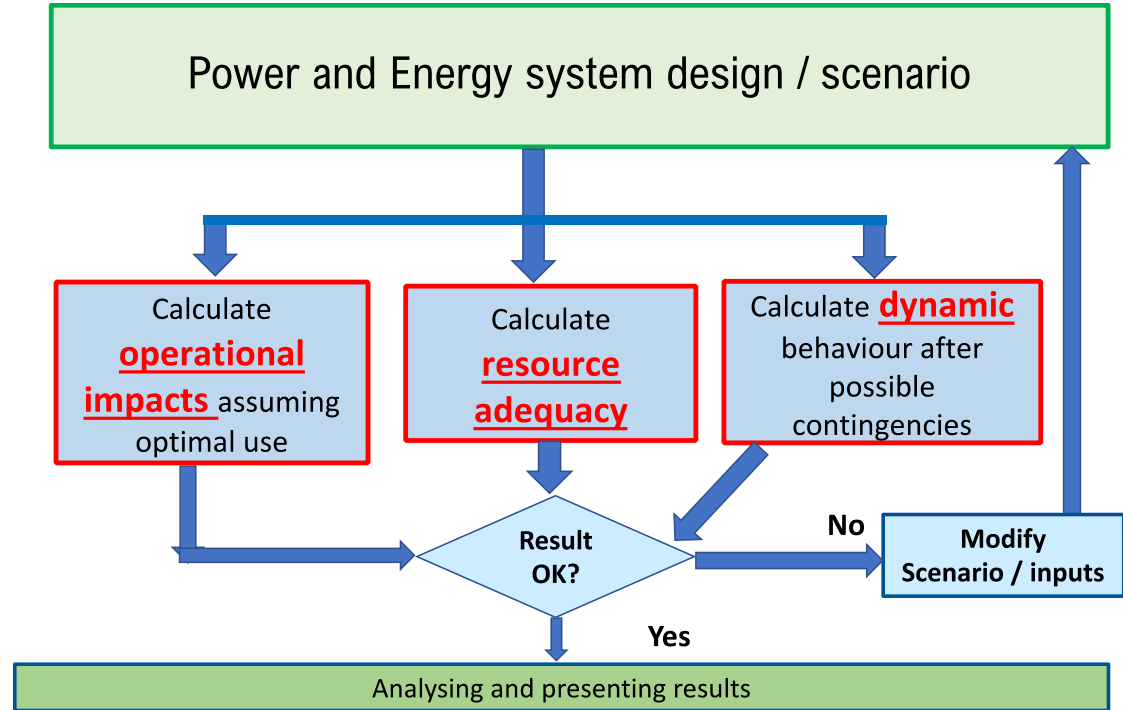 Power and Energy system design / scenario
Calculate
operational
impacts assuming
optimal use
Calculate
resource
adequacy
Calculate dynamic
behaviour after
possible
contingencies
Result
OK?
No
Modify
Scenario / inputs
Yes
Analysing and presenting results